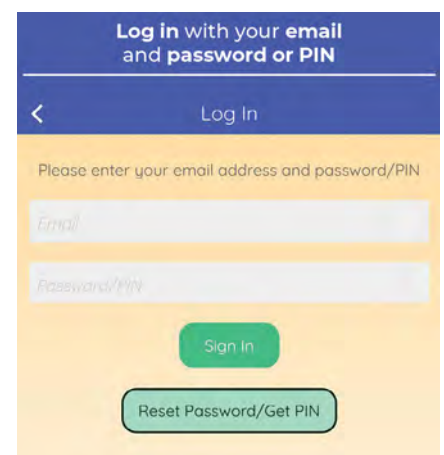 Log in with your email
and password or PIN
Log In
Please enter your email address and password/PIN
Email
Password/PIN
Sign In
Reset Password/Get PIN